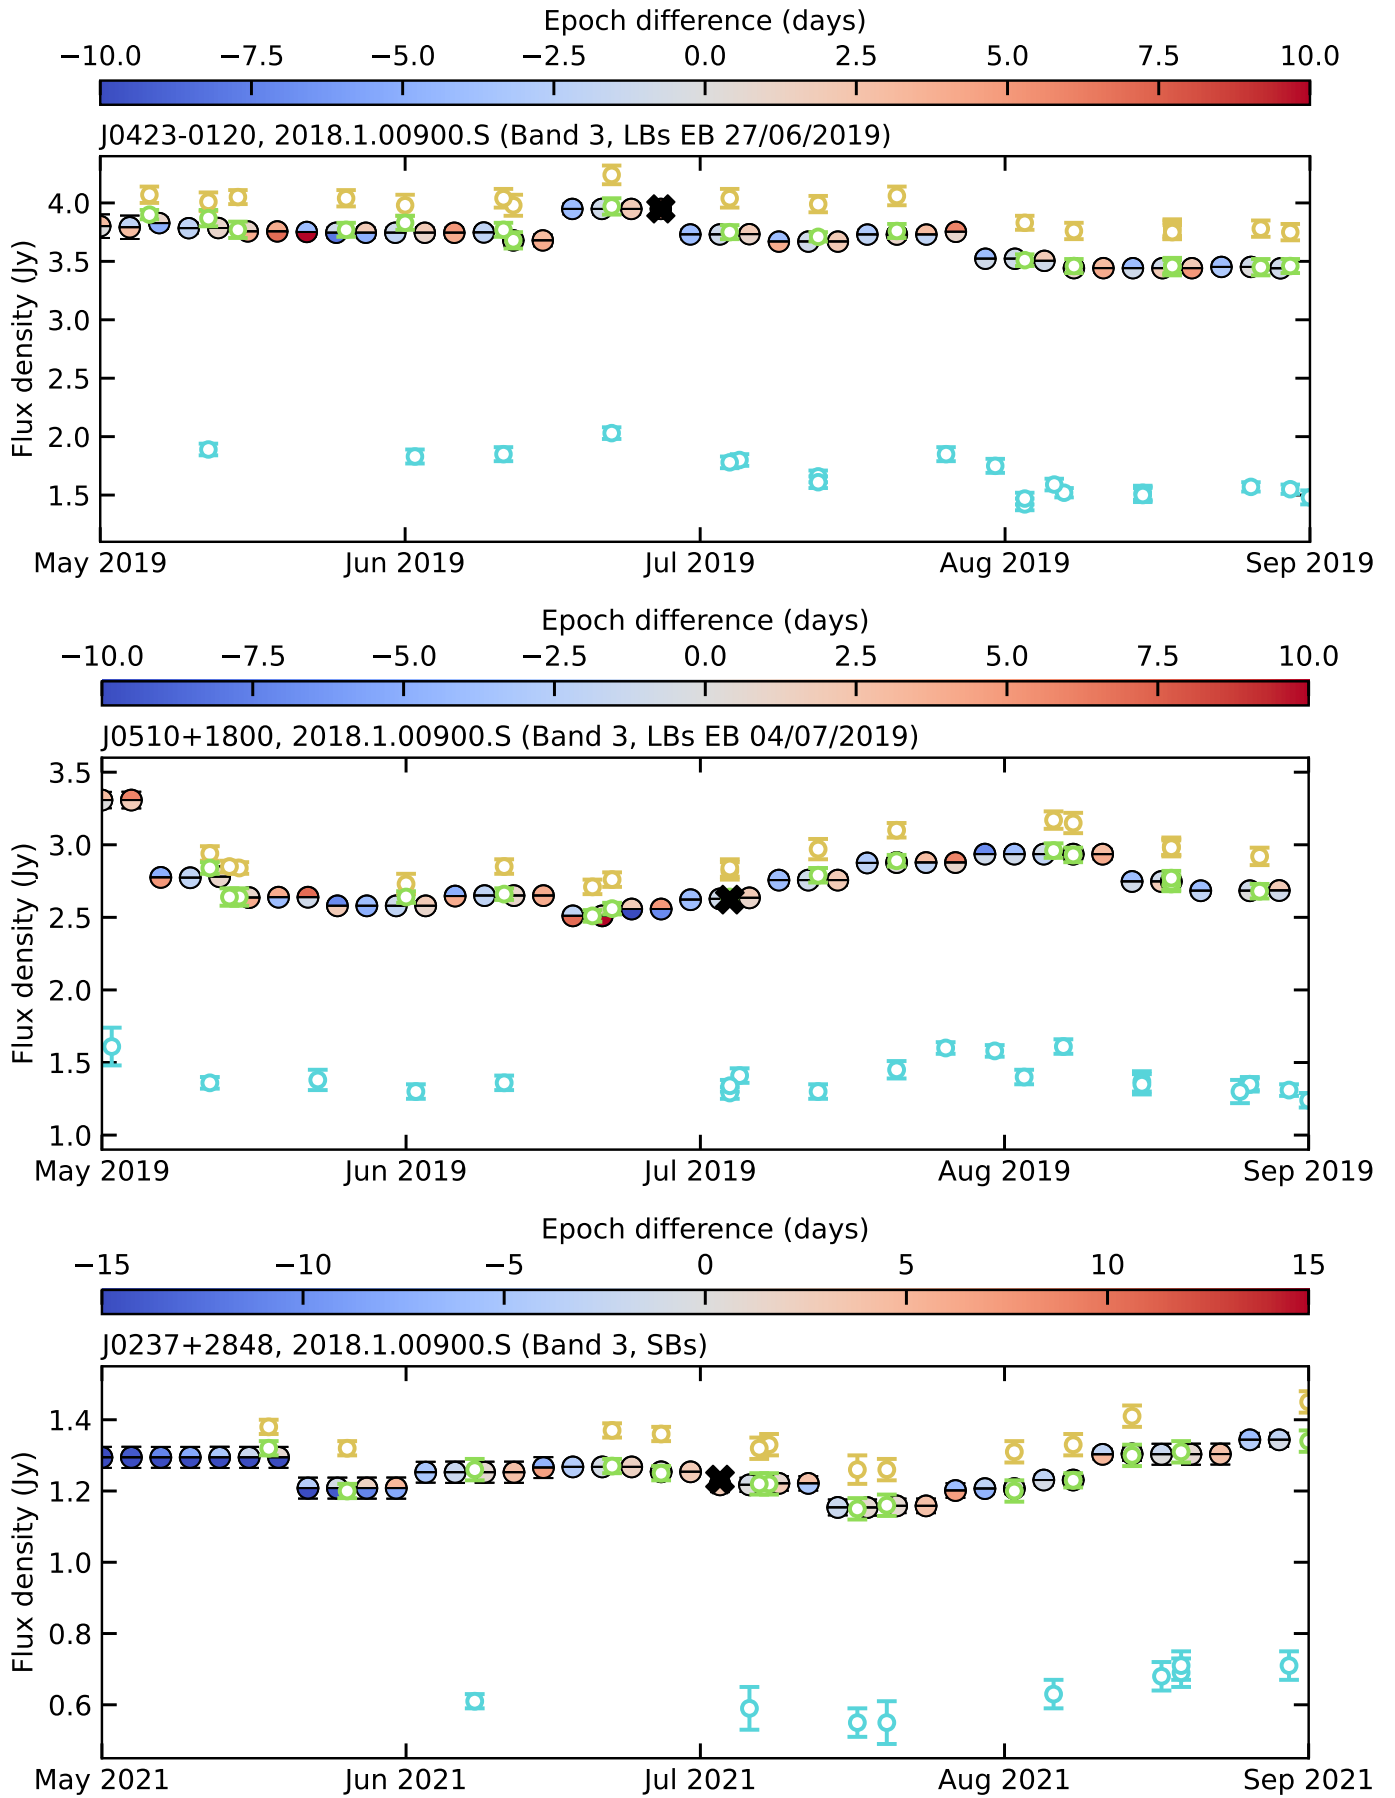 Epoch difference (days)
−10.0 −7.5 −5.0 −2.5 0.0 2.5 5.0 7.5 10.0
J0423-0120, 2018.1.00900.S (Band 3, LBs EB 27/06/2019)
Flux density (Jy)
4.0
3.5
3.0
2.5
2.0
1.5
May 2019 Jun 2019 Jul 2019 Aug 2019 Sep 2019
Epoch difference (days)
−10.0 −7.5 −5.0 −2.5 0.0 2.5 5.0 7.5 10.0
J0510+1800, 2018.1.00900.S (Band 3, LBs EB 04/07/2019)
Flux density (Jy)
3.5
3.0
2.5
2.0
1.5
1.0
May 2019 Jun 2019 Jul 2019 Aug 2019 Sep 2019
Epoch difference (days)
−15 −10 −5 0 5 10 15
J0237+2848, 2018.1.00900.S (Band 3, SBs)
Flux density (Jy)
1.4
1.2
1.0
0.8
0.6
May 2021 Jun 2021 Jul 2021 Aug 2021 Sep 2021